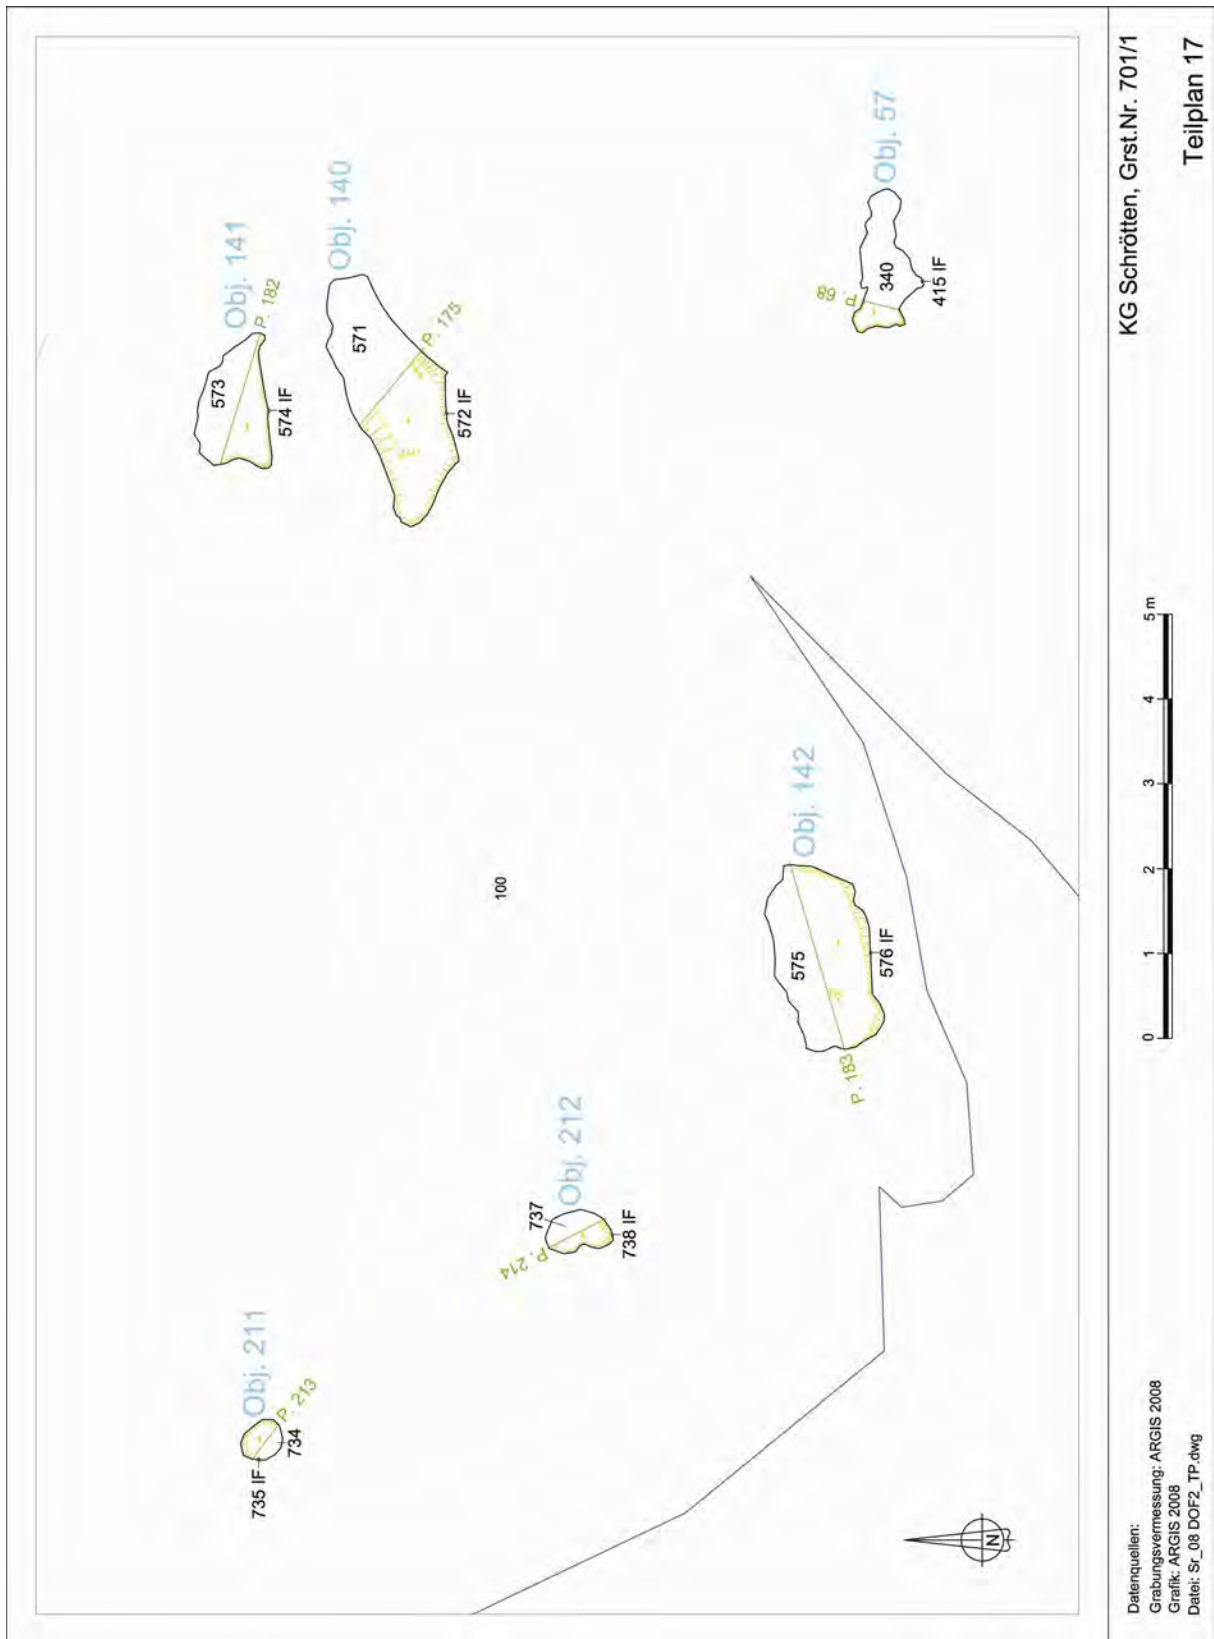 Obj. 141
P. 182
573
574 IF
Obj. 140
571
P. 175
572 IF
Obj. 57
P. 68
340
415 IF
100
Obj. 142
575
576 IF
P. 183
Obj. 212
737
P. 214
738 IF
Obj. 211
735 IF
P. 213
734
N
0 1 2 3 4 5 m
Datenquellen:
Grabungsvermessung: ARGIS 2008
Grafik: ARGIS 2008
Datei: Sr_08 DOF2_TP.dwg
KG Schrötten, Grst.Nr. 701/1
Teilplan 17